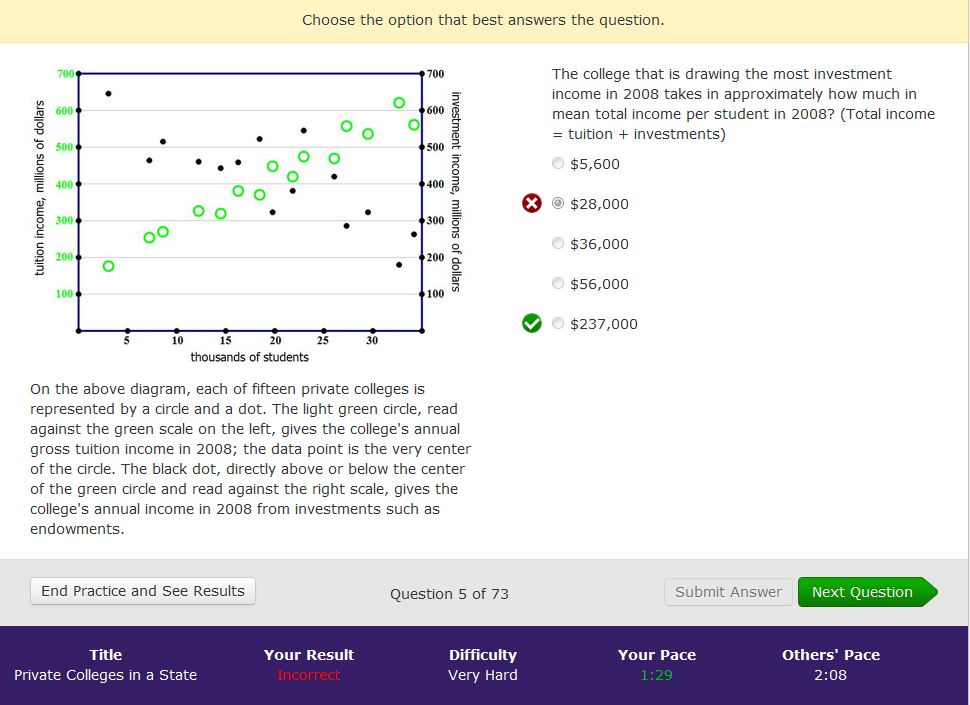 Choose the option that best answers the question.
700
600
500
400
300
200
100
tuition income, millions of dollars
700
600
500
400
300
200
100
investment income, millions of dollars
5 10 15 20 25 30
thousands of students
On the above diagram, each of fifteen private colleges is
represented by a circle and a dot. The light green circle, read
against the green scale on the left, gives the college's annual
gross tuition income in 2008; the data point is the very center
of the circle. The black dot, directly above or below the center
of the green circle and read against the right scale, gives the
college's annual income in 2008 from investments such as
endowments.
The college that is drawing the most investment
income in 2008 takes in approximately how much in
mean total income per student in 2008? (Total income
= tuition + investments)
$5,600
$28,000
$36,000
$56,000
$237,000
End Practice and See Results
Question 5 of 73
Submit Answer
Next Question
Title Your Result Difficulty Your Pace Others' Pace
Private Colleges in a State Incorrect Very Hard 1:29 2:08